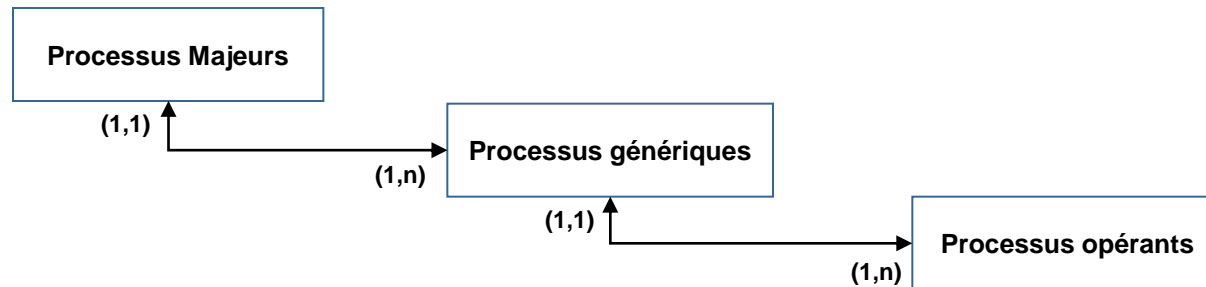 Processus Majeurs
(1,1)
Processus génériques
(1,n)
(1,1)
Processus opérants
(1,n)